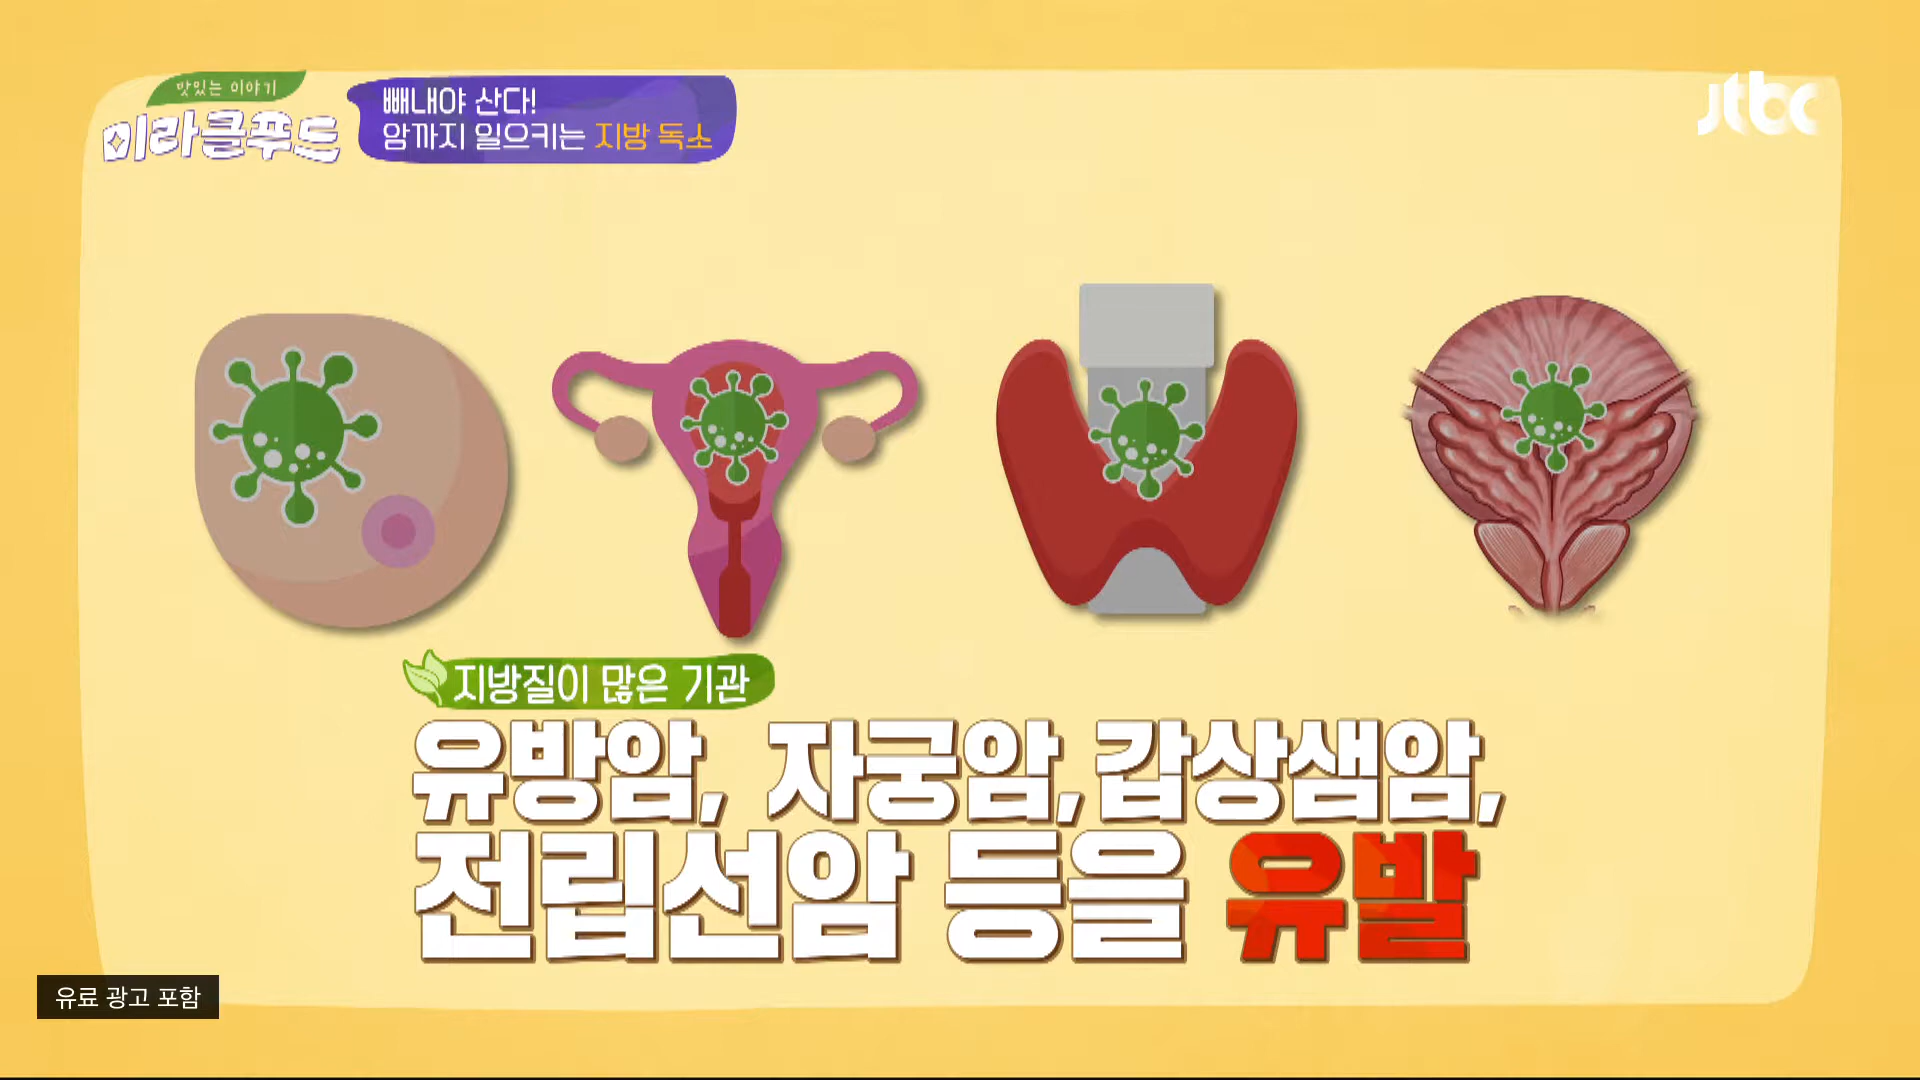 맛있는 이야기
미라클푸드
빼내야 산다!
암까지 일으키는 지방 독소
jtbc
지방질이 많은 기관
유방암, 자궁암, 갑상샘암,
전립선암 등을 유발
유료 광고 포함